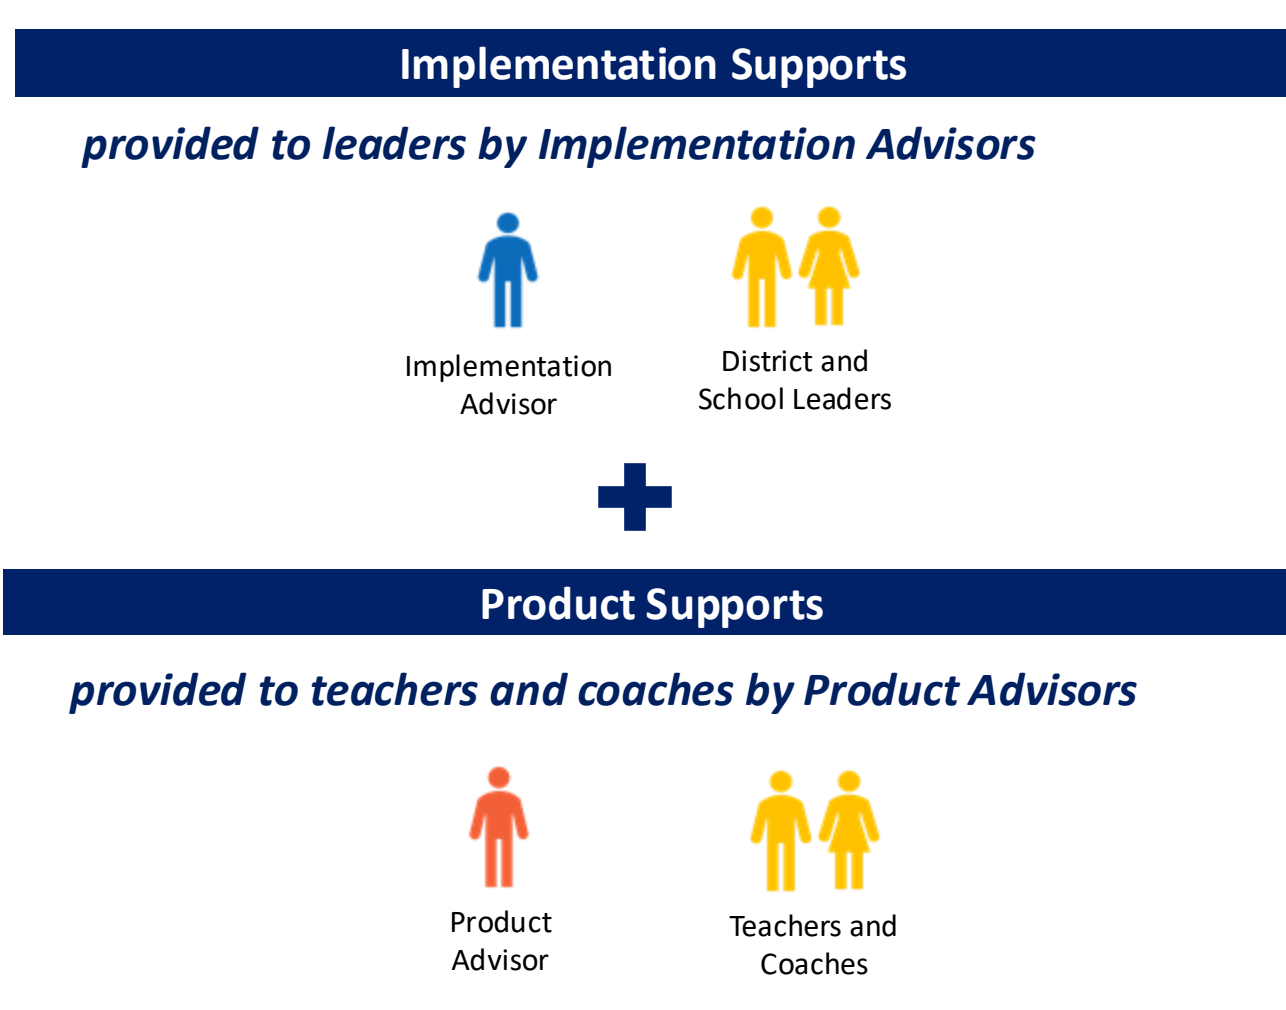 Implementation Supports
provided to leaders by Implementation Advisors
Implementation
Advisor
District and
School Leaders
Product Supports
provided to teachers and coaches by Product Advisors
Product
Advisor
Teachers and
Coaches